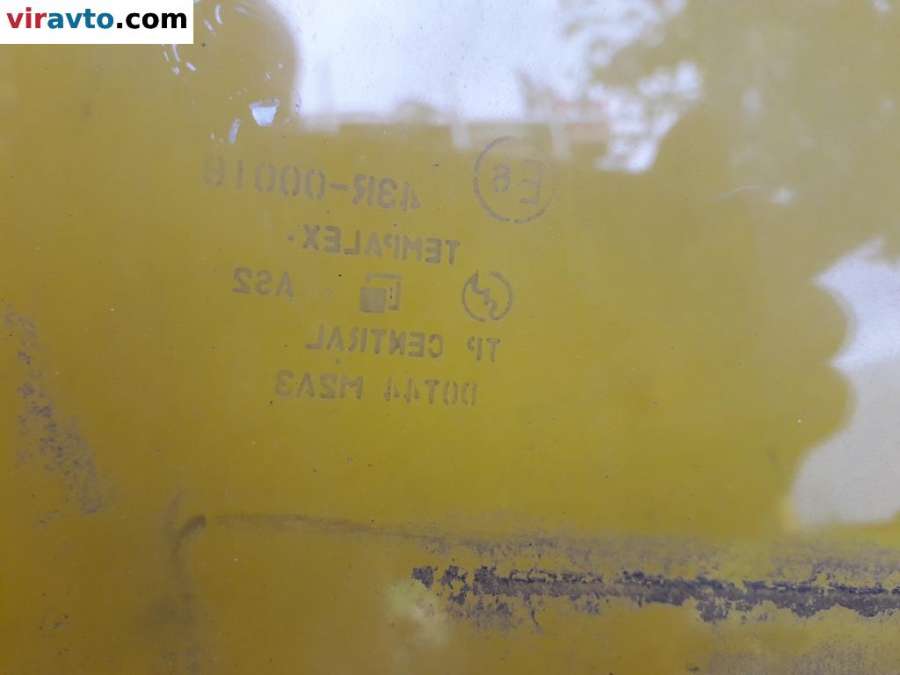 viravto.com
E8
43R-00018
TEMPALEX
AS2
TP CENTRAL
DOT44 M2A3